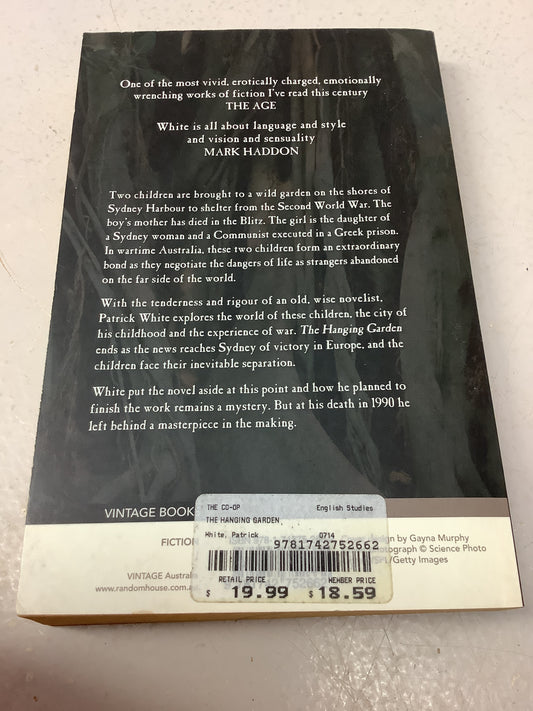 One of the most vivid, erotically charged, emotionally
wrenching works of fiction I've read this century
THE AGE
White is all about language and style
and vision and sensuality
MARK HADDON
Two children are brought to a wild garden on the shores of
Sydney Harbour to shelter from the Second World War. The
boy's mother has died in the Blitz. The girl is the daughter of
a Sydney woman and a Communist executed in a Greek prison.
In wartime Australia, these two children form an extraordinary
bond as they negotiate the dangers of life as strangers abandoned
on the far side of the world.
With the tenderness and rigour of an old, wise novelist,
Patrick White explores the world of these children, the city of
his childhood and the experience of war. The Hanging Garden
ends as the news reaches Sydney of victory in Europe, and the
children face their inevitable separation.
White put the novel aside at this point and how he planned to
finish the work remains a mystery. But at his death in 1990 he
left behind a masterpiece in the making.
VINTAGE BOOK
THE CO-OP English Studies
THE HANGING GARDEN,
White, Patrick 0714
9781742752662
RETAIL PRICE MEMBER PRICE
$ 19.99 $ 18.59
FICTION
by Gayna Murphy
© Science Photo
/Getty Images
VINTAGE Australia
www.randomhouse.com.a